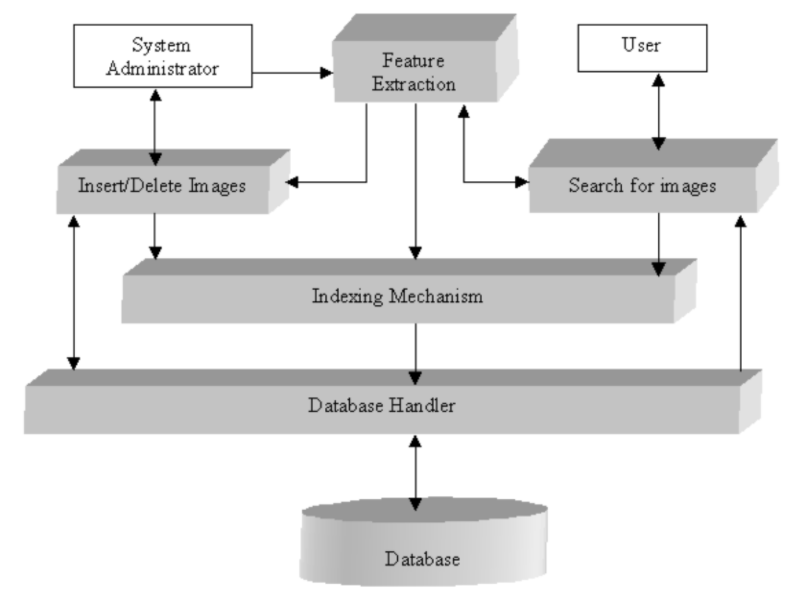 System
Administrator
Feature
Extraction
User
Insert/Delete Images
Search for images
Indexing Mechanism
Database Handler
Database